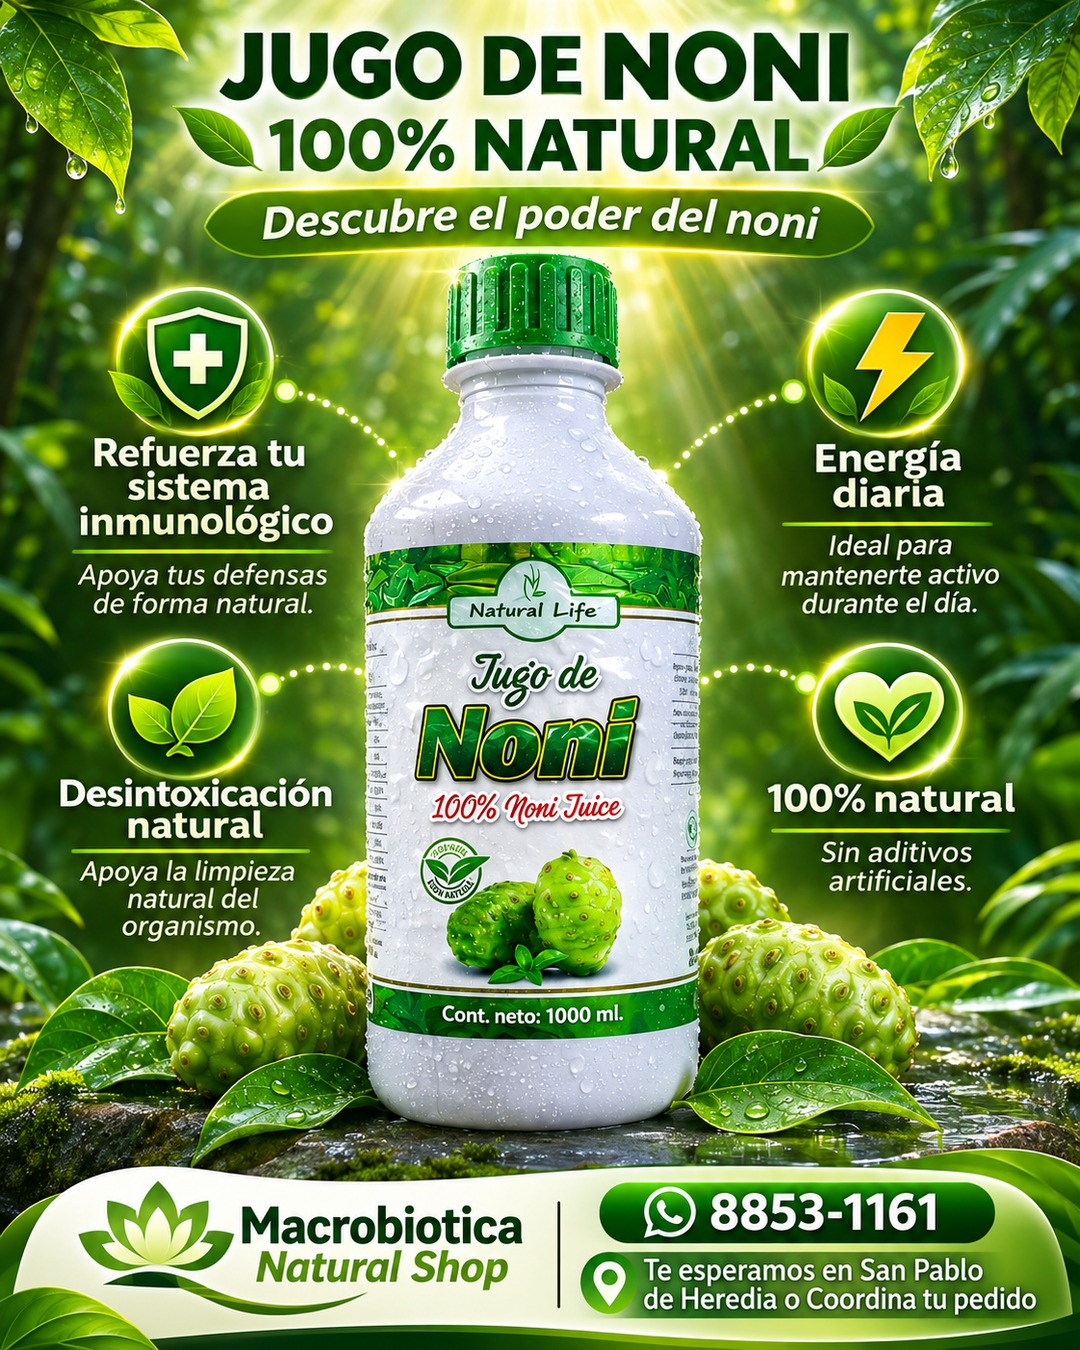 JUGO DE NONI
100% NATURAL
Descubre el poder del noni
Refuerza tu
sistema
inmunológico
Apoya tus defensas
de forma natural.
Energía
diaria
Ideal para
mantenerte activo
durante el día.
Desintoxicación
natural
Apoya la limpieza
natural del
organismo.
100% natural
Sin aditivos
artificiales.
Natural Life
Jugo de
Noni
100% Noni Juice
Cont. neto: 1000 ml.
Macrobiotica
Natural Shop
8853-1161
Te esperamos en San Pablo
de Heredia o Coordina tu pedido